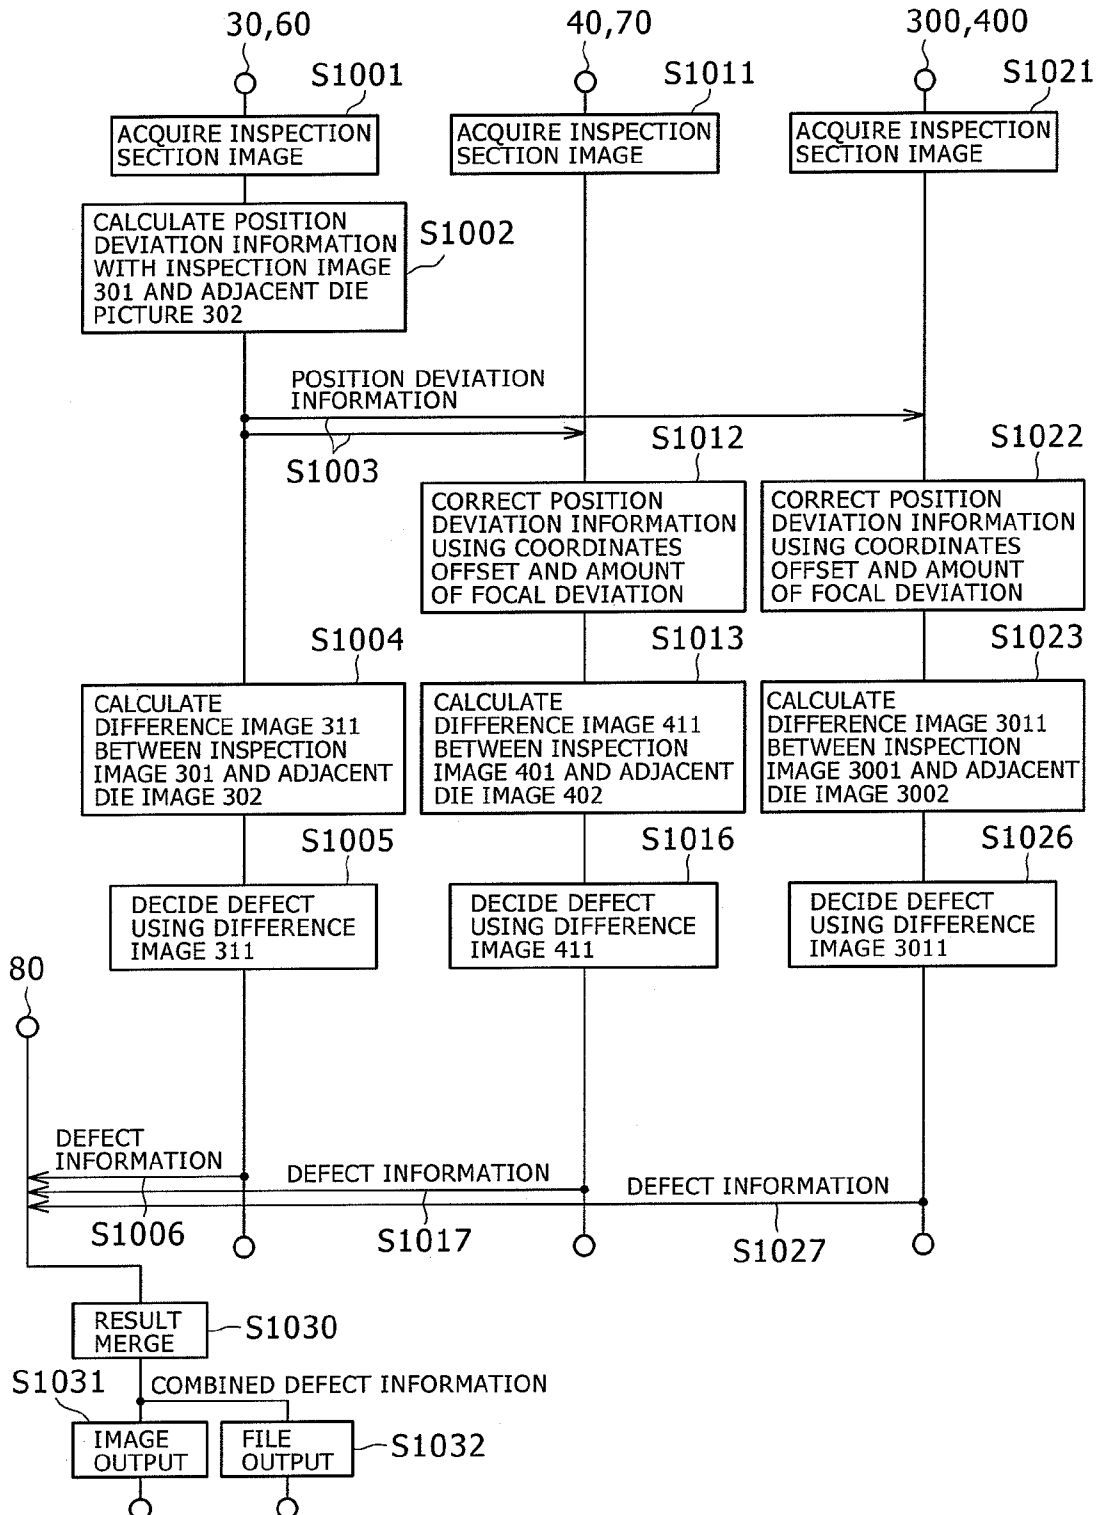 30,60
40,70
300,400
S1001
S1011
S1021
ACQUIRE INSPECTION
SECTION IMAGE
ACQUIRE INSPECTION
SECTION IMAGE
ACQUIRE INSPECTION
SECTION IMAGE
CALCULATE POSITION
DEVIATION INFORMATION
WITH INSPECTION IMAGE
301 AND ADJACENT DIE
PICTURE 302
S1002
POSITION DEVIATION
INFORMATION
S1003
S1012
S1022
CORRECT POSITION
DEVIATION INFORMATION
USING COORDINATES
OFFSET AND AMOUNT
OF FOCAL DEVIATION
CORRECT POSITION
DEVIATION INFORMATION
USING COORDINATES
OFFSET AND AMOUNT
OF FOCAL DEVIATION
S1004
S1013
S1023
CALCULATE
DIFFERENCE IMAGE 311
BETWEEN INSPECTION
IMAGE 301 AND ADJACENT
DIE IMAGE 302
CALCULATE
DIFFERENCE IMAGE 411
BETWEEN INSPECTION
IMAGE 401 AND ADJACENT
DIE IMAGE 402
CALCULATE
DIFFERENCE IMAGE 3011
BETWEEN INSPECTION
IMAGE 3001 AND ADJACENT
DIE IMAGE 3002
S1005
S1016
S1026
DECIDE DEFECT
USING DIFFERENCE
IMAGE 311
DECIDE DEFECT
USING DIFFERENCE
IMAGE 411
DECIDE DEFECT
USING DIFFERENCE
IMAGE 3011
80
DEFECT
INFORMATION
DEFECT INFORMATION
DEFECT INFORMATION
S1006
S1017
S1027
RESULT
MERGE
S1030
S1031
COMBINED DEFECT INFORMATION
IMAGE
OUTPUT
FILE
OUTPUT
S1032